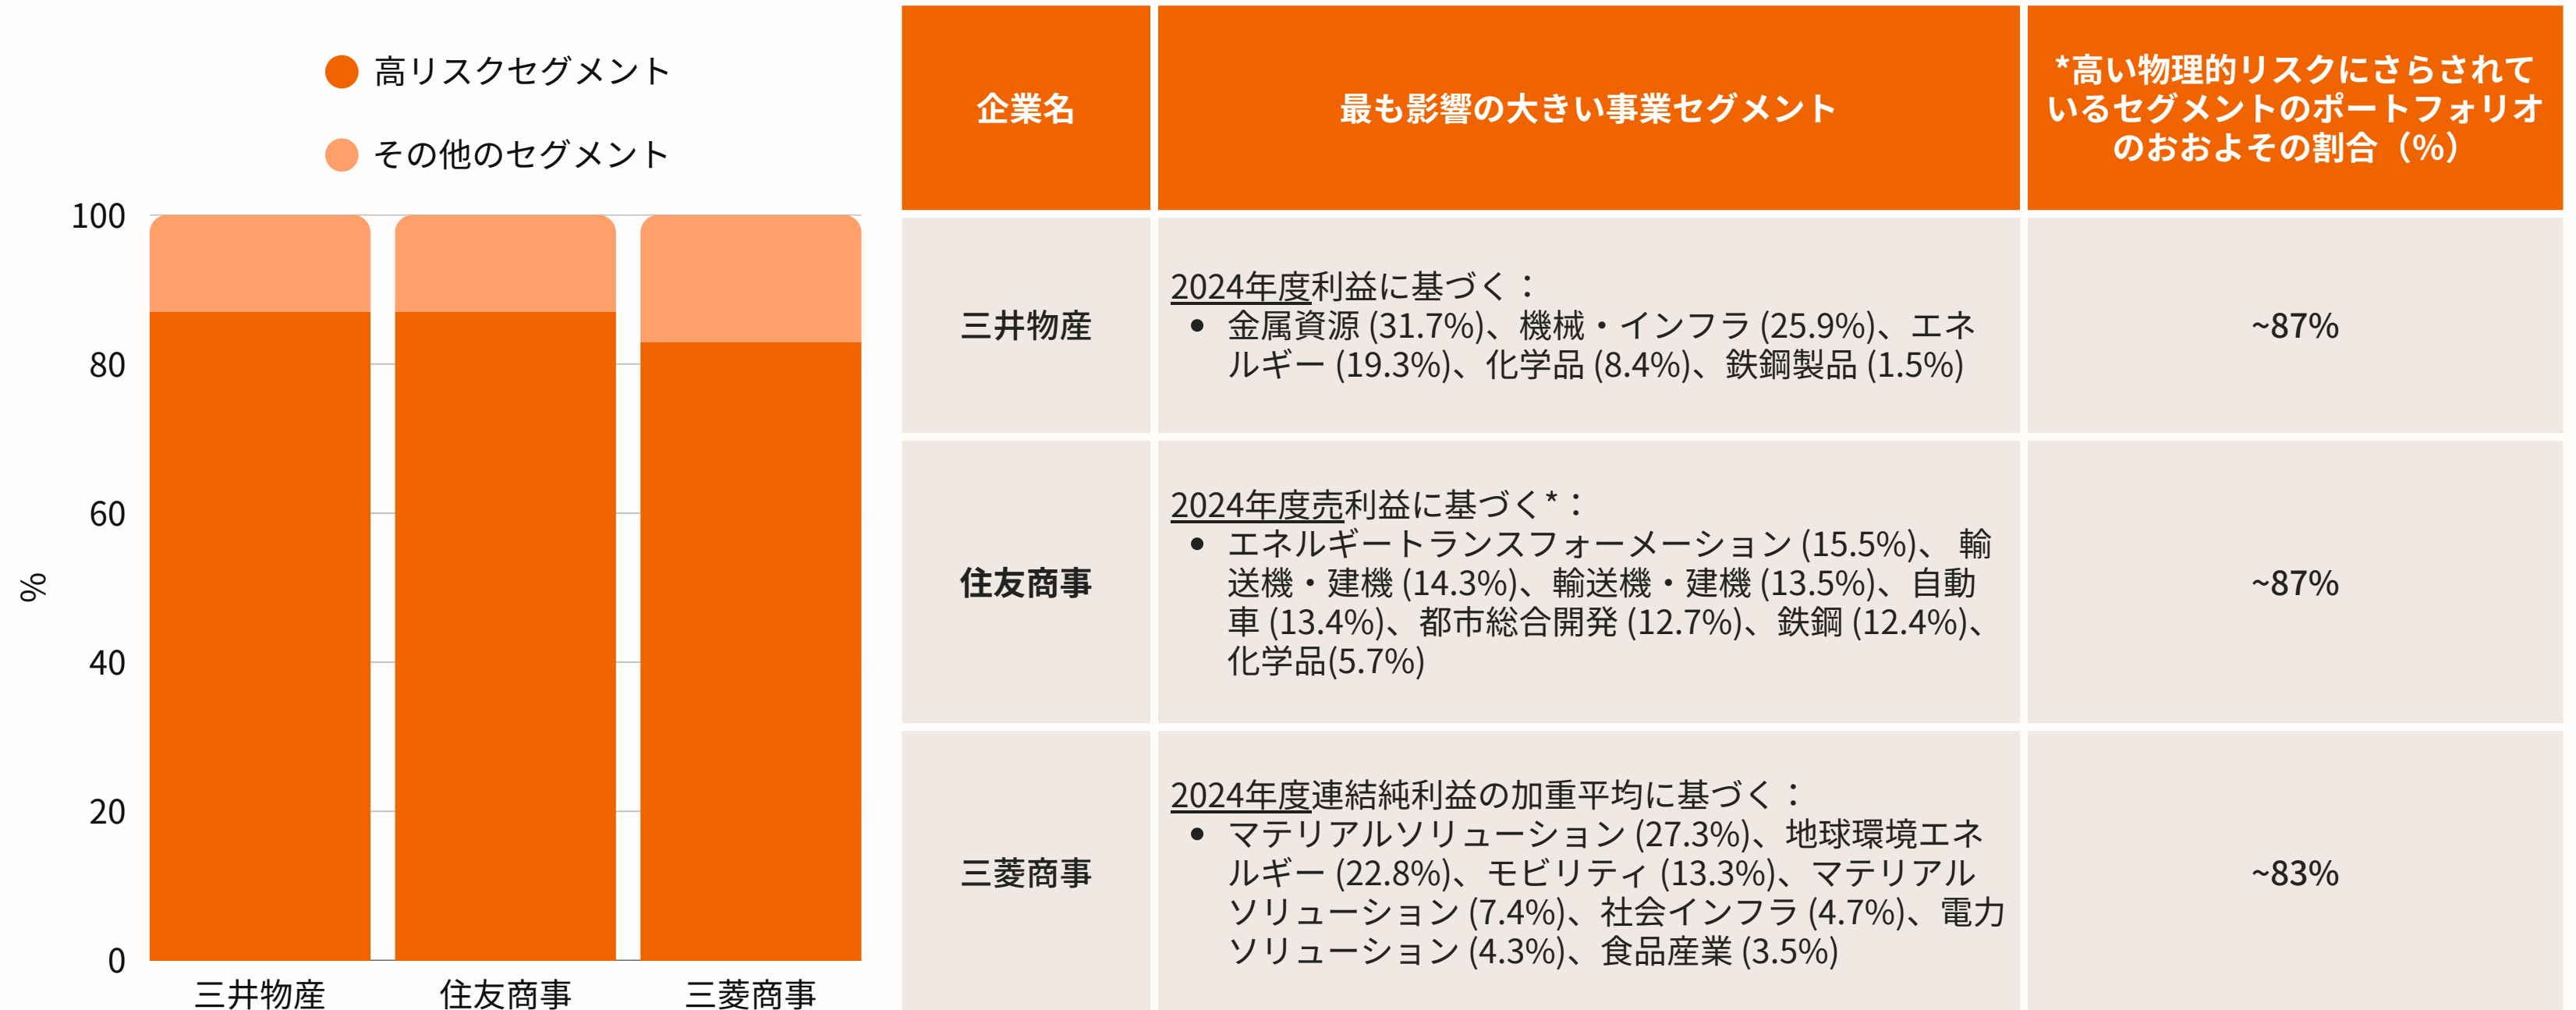 高リスクセグメント
その他のセグメント
100
80
60
40
20
0
%
三井物産
住友商事
三菱商事
企業名
最も影響の大きい事業セグメント
*高い物理的リスクにさらされて
いるセグメントのポートフォリオ
のおおよその割合（%）
三井物産
2024年度利益に基づく：
• 金属資源 (31.7%)、機械・インフラ (25.9%)、エネ
ルギー (19.3%)、化学品 (8.4%)、鉄鋼製品 (1.5%)
~87%
住友商事
2024年度売利益に基づく*：
• エネルギートランスフォーメーション (15.5%)、 輸
送機・建機 (14.3%)、輸送機・建機 (13.5%)、自動
車 (13.4%)、都市総合開発 (12.7%)、鉄鋼 (12.4%)、
化学品(5.7%)
~87%
三菱商事
2024年度連結純利益の加重平均に基づく：
• マテリアルソリューション (27.3%)、地球環境エネ
ルギー (22.8%)、モビリティ (13.3%)、マテリアル
ソリューション (7.4%)、社会インフラ (4.7%)、電力
ソリューション (4.3%)、食品産業 (3.5%)
~83%